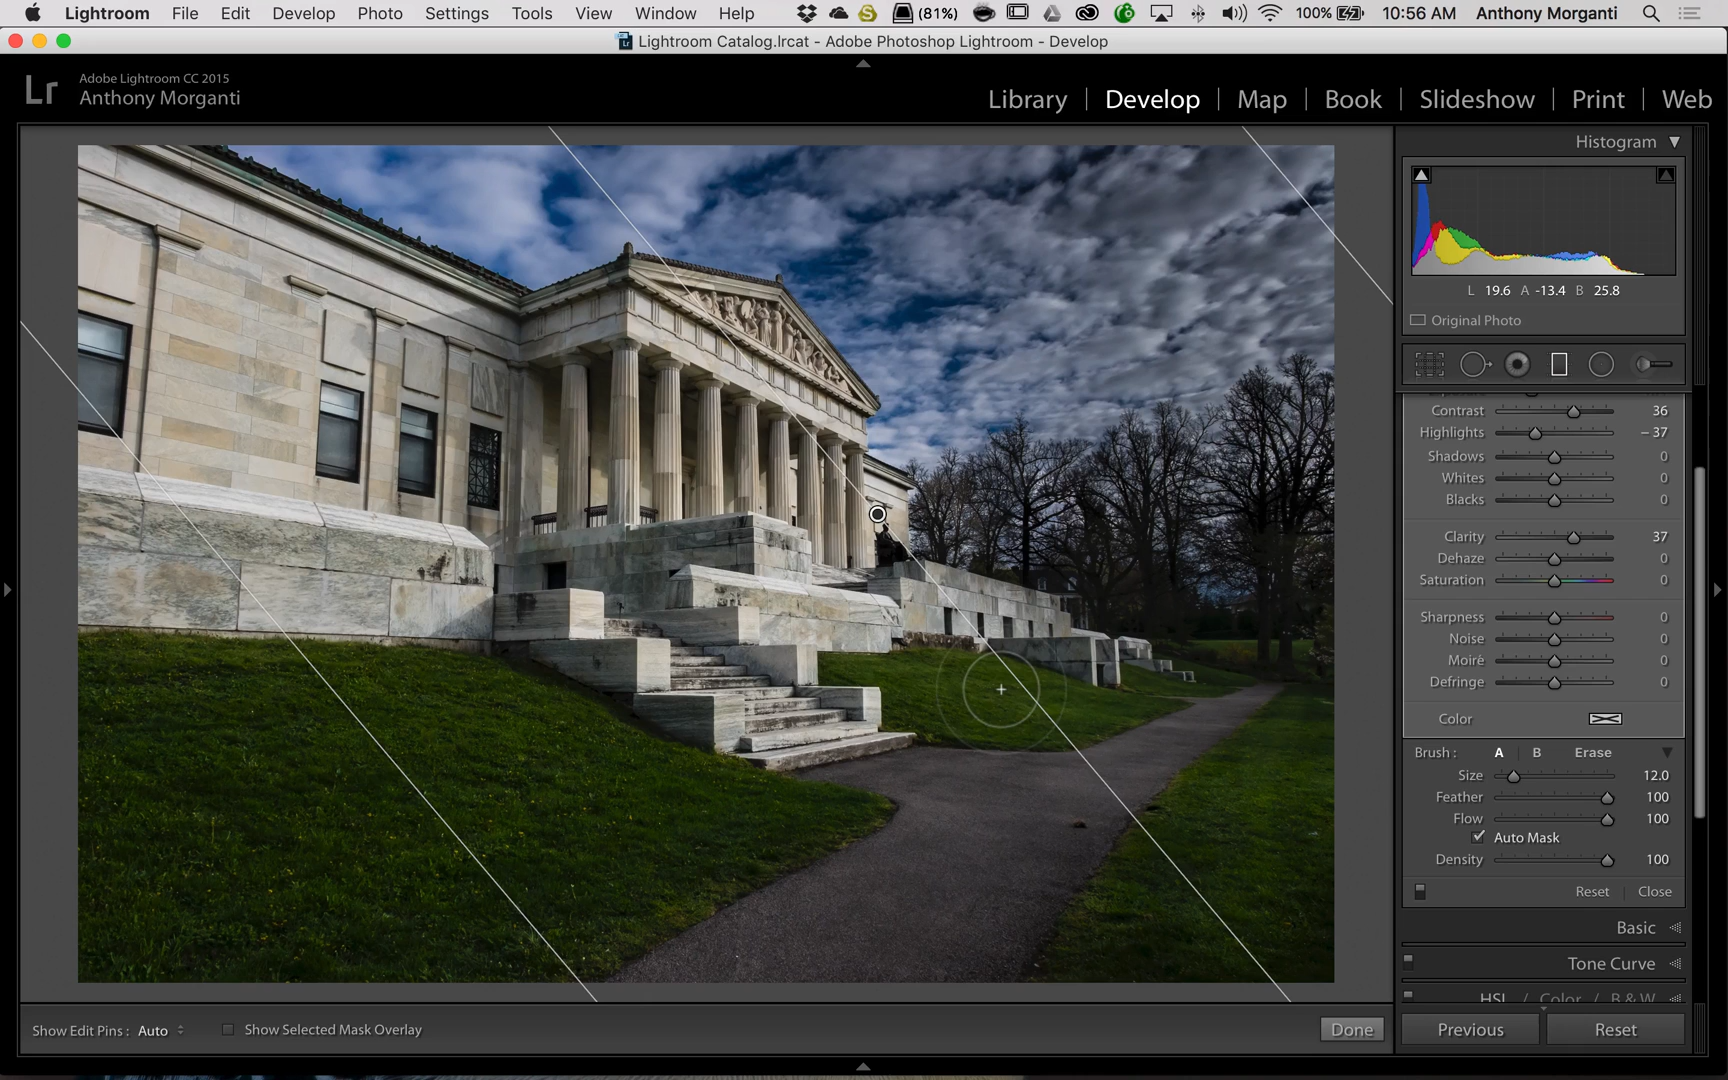 Lightroom File Edit Develop Photo Settings Tools View Window Help (81%) 100% 10:56 AM Anthony Morganti
Lightroom Catalog.lrcat - Adobe Photoshop Lightroom - Develop
Lr Adobe Lightroom CC 2015
Anthony Morganti
Library | Develop | Map | Book | Slideshow | Print | Web
Histogram
L 19.6 A -13.4 B 25.8
Original Photo
Contrast 36
Highlights – 37
Shadows 0
Whites 0
Blacks 0
Clarity 37
Dehaze 0
Saturation 0
Sharpness 0
Noise 0
Moiré 0
Defringe 0
Color
Brush : A B Erase
Size 12.0
Feather 100
Flow 100
Auto Mask
Density 100
Reset Close
Basic
Tone Curve
HSL / Color / B & W
Show Edit Pins : Auto Show Selected Mask Overlay Done Previous Reset